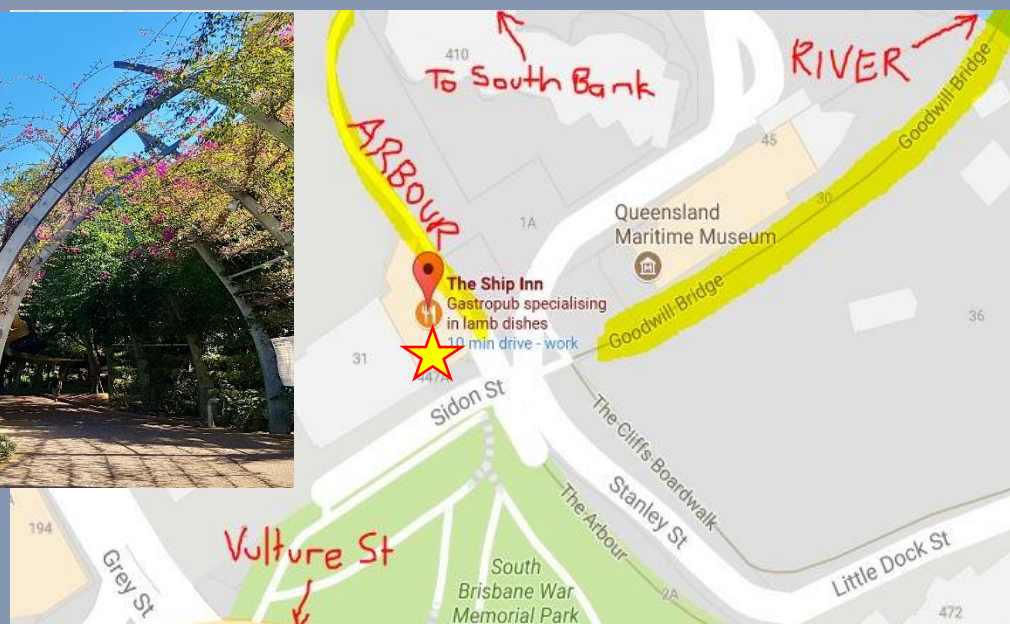 410
To South Bank
RIVER
Goodwill Bridge
ARBOUR
45
30
1A
Queensland
Maritime Museum
The Ship Inn
Gastropub specialising
in lamb dishes
10 min drive - work
Goodwill Bridge
36
31
447A
Sidon St
The Cliffs Boardwalk
Stanley St
The Arbour
194
Vulture St
Grey St
South
Brisbane War
Memorial Park
2A
Little Dock St
472